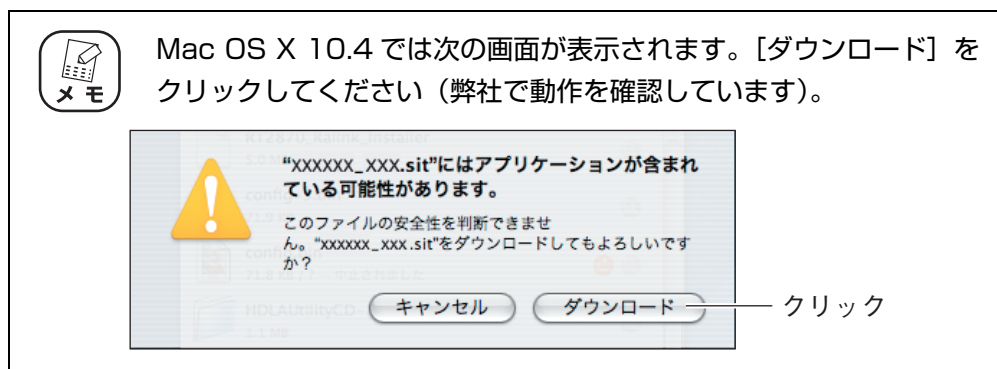 Mac OS X 10.4 では次の画面が表示されます。［ダウンロード］を
クリックしてください（弊社で動作を確認しています）。
メモ
RT2870_Ralink_Installer
“xxxxxx_xxx.sit”にはアプリケーションが含まれ
ている可能性があります。
このファイルの安全性を判断できませ
ん。“xxxxxx_xxx.sit”をダウンロードしてもよろしいです
か？
HDLAUtilityCD-
1.1 MB
キャンセル
ダウンロード
クリック